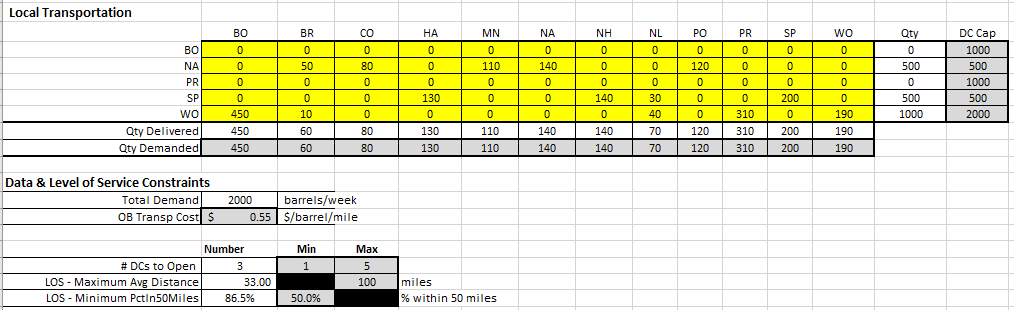 Local Transportation
BO BR CO HA MN NA NH NL PO PR SP WO Qty DC Cap
BO 0 0 0 0 0 0 0 0 0 0 0 0 0 1000
NA 0 50 80 0 110 140 0 0 120 0 0 0 500 500
PR 0 0 0 0 0 0 0 0 0 0 0 0 0 1000
SP 0 0 0 130 0 0 140 30 0 0 200 0 500 500
WO 450 10 0 0 0 0 0 40 0 310 0 190 1000 2000
Qty Delivered 450 60 80 130 110 140 140 70 120 310 200 190
Qty Demanded 450 60 80 130 110 140 140 70 120 310 200 190
Data & Level of Service Constraints
Total Demand 2000 barrels/week
OB Transp Cost $ 0.55 $/barrel/mile
Number Min Max
# DCs to Open 3 1 5
LOS - Maximum Avg Distance 33.00 100 miles
LOS - Minimum PctIn50Miles 86.5% 50.0% % within 50 miles